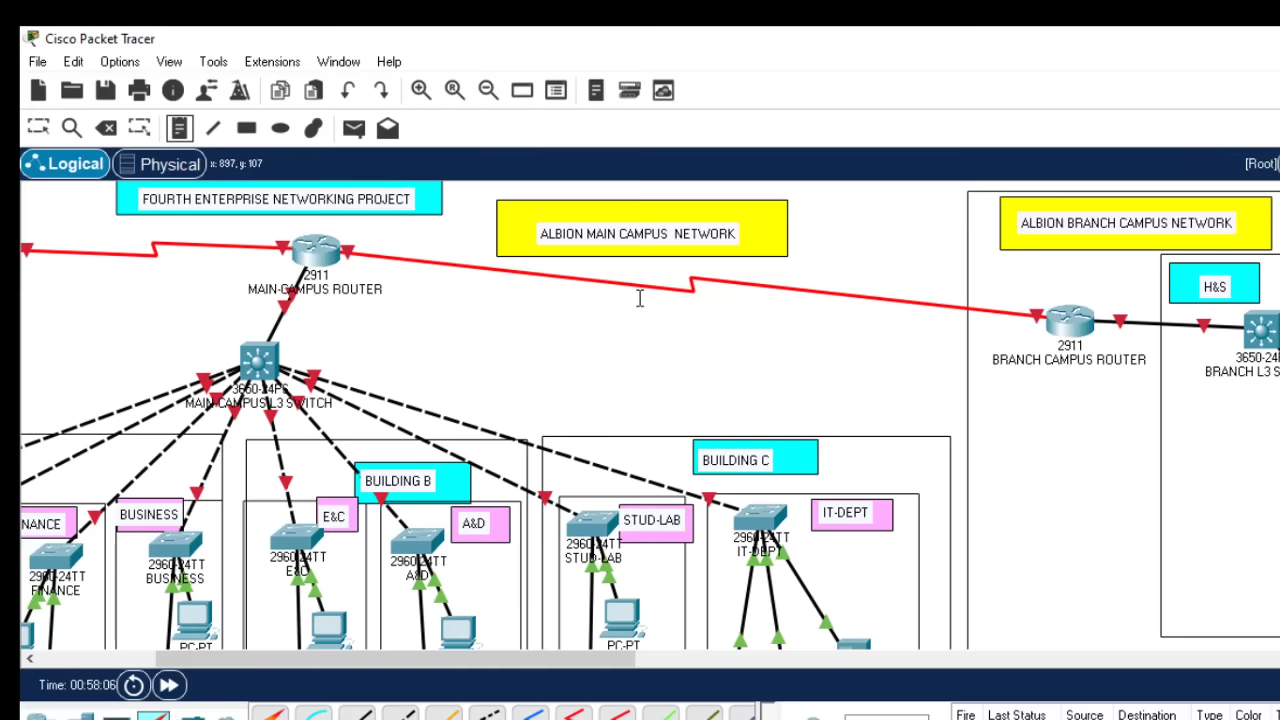 Cisco Packet Tracer
File Edit Options View Tools Extensions Window Help
Logical Physical x: 897, y: 107 [Root]
FOURTH ENTERPRISE NETWORKING PROJECT
ALBION MAIN CAMPUS NETWORK
ALBION BRANCH CAMPUS NETWORK
2911
MAIN-CAMPUS ROUTER
H&S
2911
BRANCH CAMPUS ROUTER
3650-24
BRANCH L3 S
3650-24PS
MAIN-CAMPUS L3 SWITCH
BUILDING B
BUILDING C
NANCE
BUSINESS
E&C
A&D
STUD-LAB
IT-DEPT
2960-24TT
FINANCE
2960-24TT
BUSINESS
2960-24TT
E&C
2960-24TT
A&D
2960-24TT
STUD-LAB
2960-24TT
IT-DEPT
PC-PT
PC-PT
Time: 00:58:06
Fire Last Status Source Destination Type Color